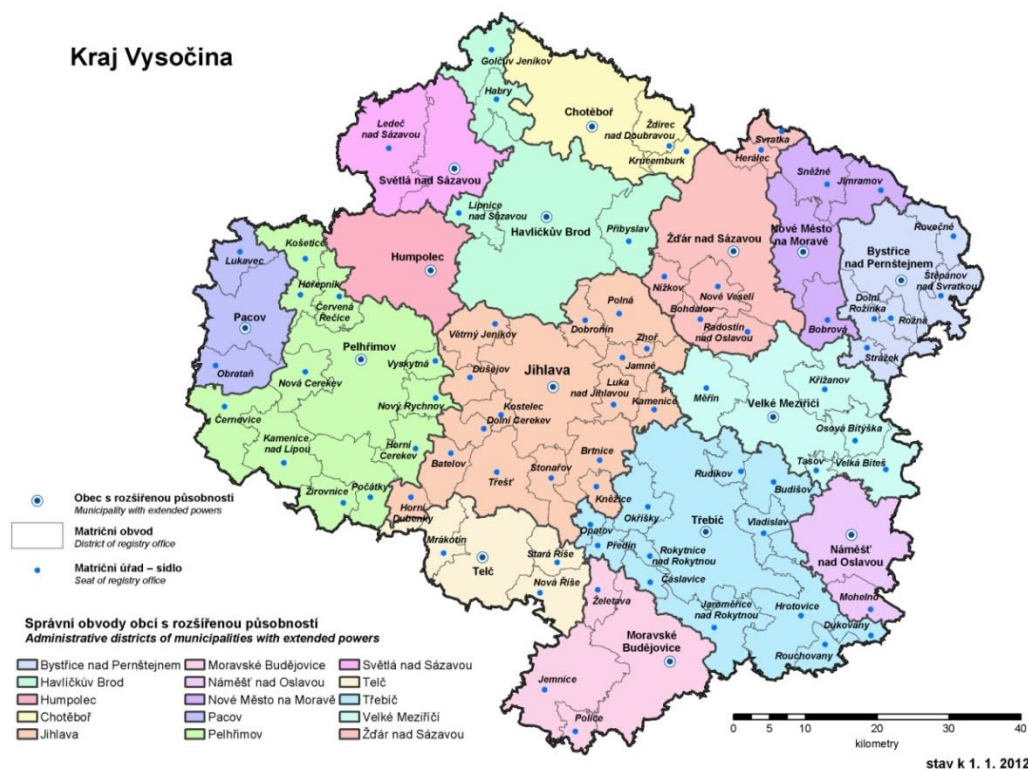 Kraj Vysočina
Golčův Jeníkov
Habry
Chotěboř
Ždírec
nad Doubravou
Krucemburk
Ledeč
nad Sázavou
Světlá nad Sázavou
Svratka
Herálec
Sněžné
Jimramov
Lipnice
nad Sázavou
Havlíčkův Brod
Přibyslav
Žďár nad Sázavou
Nové Město
na Moravě
Rovečné
Bystřice
nad Pernštejnem
Štěpánov
nad Svratkou
Košetice
Lukavec
Humpolec
Hořepník
Červená
Řečice
Pacov
Nížkov
Nové Veselí
Bohdalov
Radostín
nad Oslavou
Bobrová
Dolní
Rožínka
Rožná
Strážek
Polná
Dobronín
Větrný Jeníkov
Zhoř
Jamné
Pelhřimov
Vyskytná
Obrataň
Nová Cerekev
Dušejov
Jihlava
Luka
nad Jihlavou
Kamenice
Měřín
Křižanov
Velké Meziříčí
Nový Rychnov
Kostelec
Dolní Cerekev
Černovice
Kamenice
nad Lipou
Horní
Cerekev
Osová Bítýška
Tasov
Velká Bíteš
Batelov
Stonařov
Brtnice
Třešť
Kněžice
Rudíkov
Budišov
Počátky
Žirovnice
Horní
Dubenky
Okříšky
Třebíč
Vladislav
Opatov
Předín
Náměšť
nad Oslavou
Mrákotín
Stará Říše
Telč
Nová Říše
Rokytnice
nad Rokytnou
Čáslavice
Želetava
Jaroměřice
nad Rokytnou
Hrotovice
Mohelno
Dukovany
Rouchovany
Moravské
Budějovice
Jemnice
Police
Obec s rozšířenou působností
Municipality with extended powers
Matriční obvod
District of registry office
Matriční úřad – sídlo
Seat of registry office
Správní obvody obcí s rozšířenou působností
Administrative districts of municipalities with extended powers
Bystřice nad Pernštejnem
Havlíčkův Brod
Humpolec
Chotěboř
Jihlava
Moravské Budějovice
Náměšť nad Oslavou
Nové Město na Moravě
Pacov
Pelhřimov
Světlá nad Sázavou
Telč
Třebíč
Velké Meziříčí
Žďár nad Sázavou
0 5 10 20 30 40
kilometry
stav k 1. 1. 2012